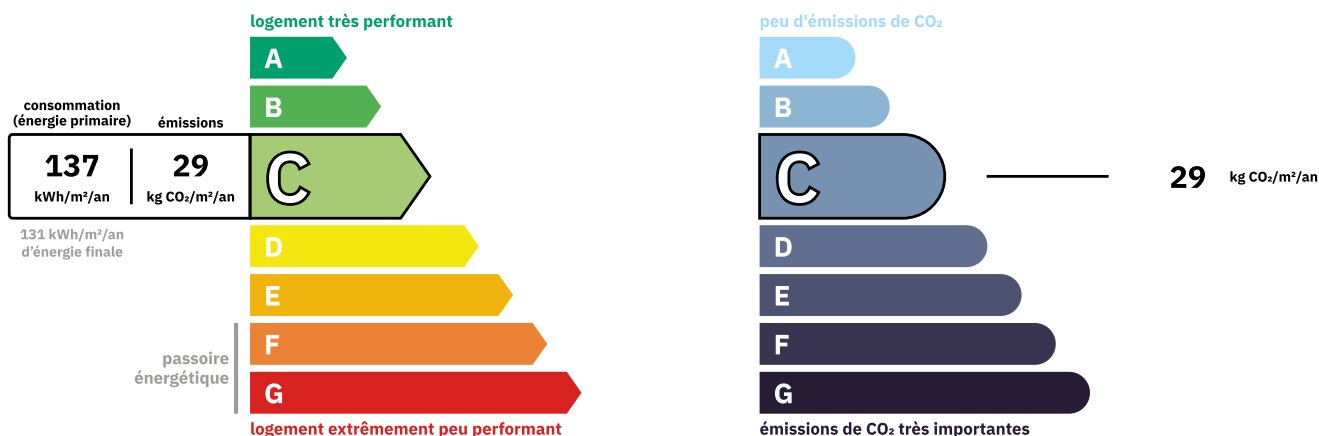 logement très performant
A
B
consommation
(énergie primaire)
émissions
137
kWh/m²/an
29
kg CO₂/m²/an
C
131 kWh/m²/an
d'énergie finale
D
E
F
passoire
énergétique
G
logement extrêmement peu performant
peu d'émissions de CO₂
A
B
C
29 kg CO₂/m²/an
D
E
F
G
émissions de CO₂ très importantes